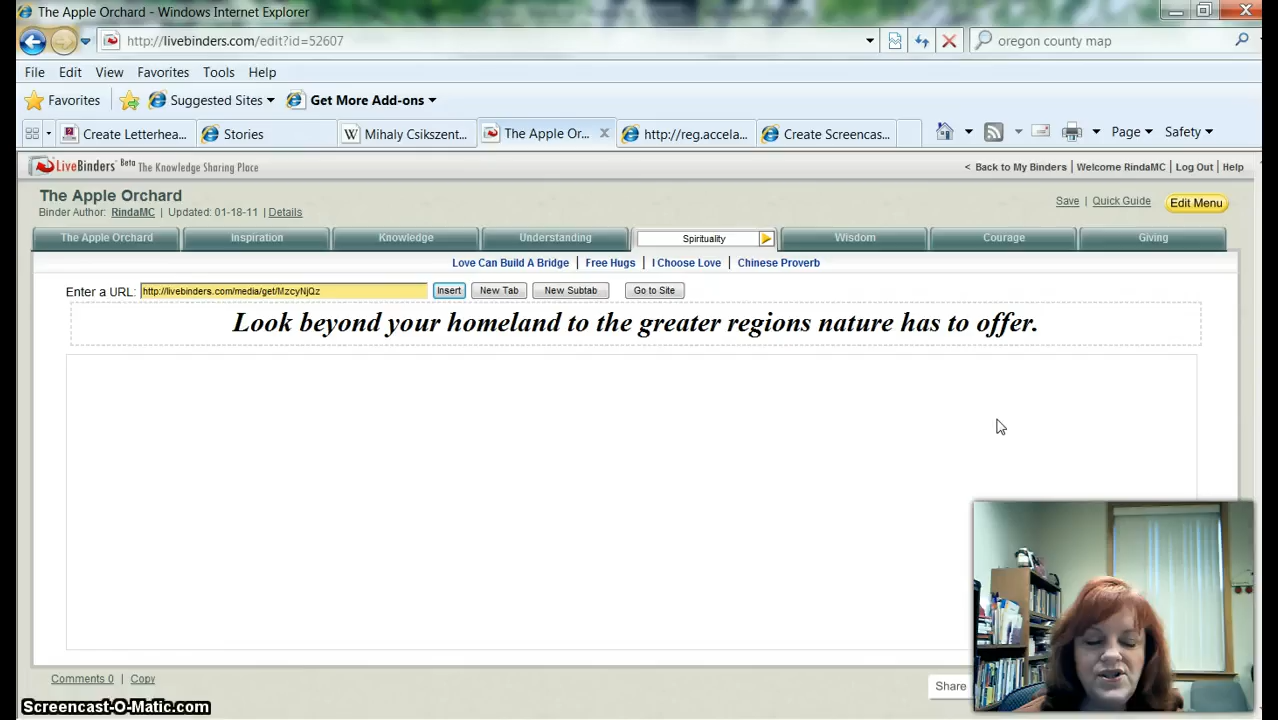 The Apple Orchard - Windows Internet Explorer
http://livebinders.com/edit?id=52607
oregon county map
File Edit View Favorites Tools Help
Favorites Suggested Sites Get More Add-ons
Create Letterhea... Stories Mihaly Csikszent... The Apple Or... http://reg.accela... Create Screencas... Page Safety
LiveBinders Beta The Knowledge Sharing Place < Back to My Binders | Welcome RindaMC | Log Out | Help
The Apple Orchard
Binder Author: RindaMC | Updated: 01-18-11 | Details Save | Quick Guide Edit Menu
The Apple Orchard Inspiration Knowledge Understanding Spirituality Wisdom Courage Giving
Love Can Build A Bridge | Free Hugs | I Choose Love | Chinese Proverb
Enter a URL: http://livebinders.com/media/get/MzcyNjQz Insert New Tab New Subtab Go to Site
Look beyond your homeland to the greater regions nature has to offer.
Comments 0 | Copy
Share
Screencast-O-Matic.com